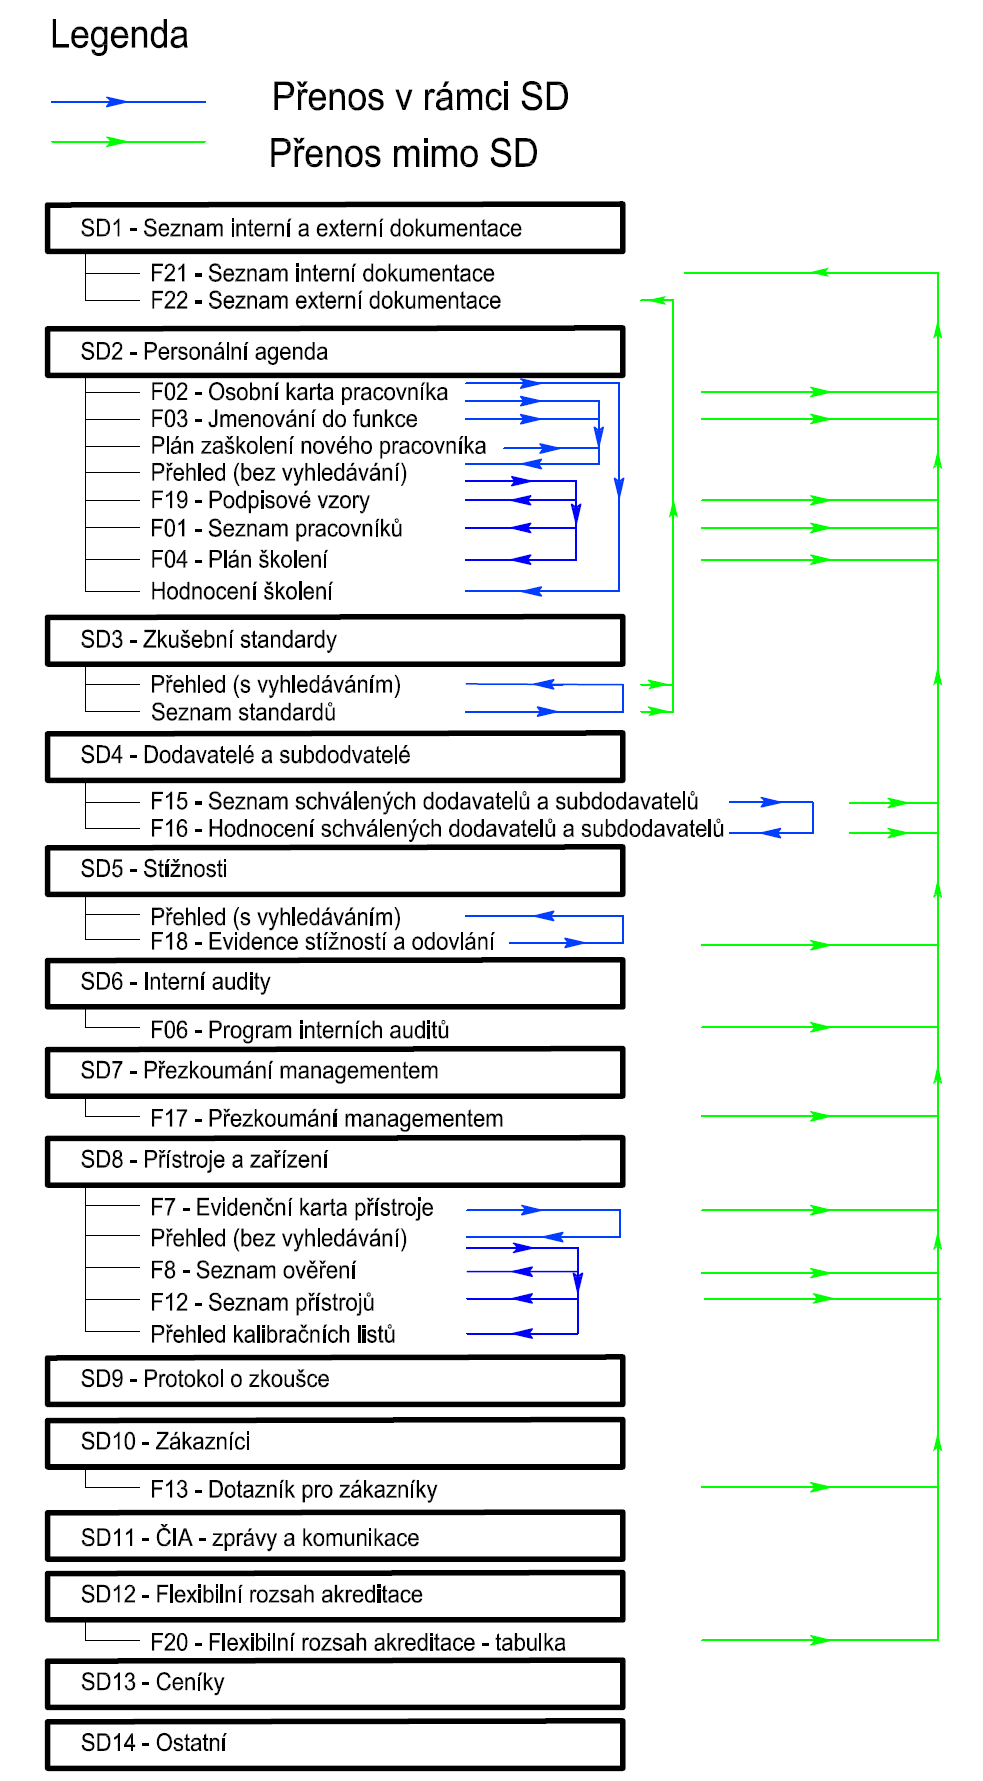 Legenda
Přenos v rámci SD
Přenos mimo SD
SD1 - Seznam interní a externí dokumentace
F21 - Seznam interní dokumentace
F22 - Seznam externí dokumentace
SD2 - Personální agenda
F02 - Osobní karta pracovníka
F03 - Jmenování do funkce
Plán zaškolení nového pracovníka
Přehled (bez vyhledávání)
F19 - Podpisové vzory
F01 - Seznam pracovníků
F04 - Plán školení
Hodnocení školení
SD3 - Zkušební standardy
Přehled (s vyhledáváním)
Seznam standardů
SD4 - Dodavatelé a subdodvatelé
F15 - Seznam schválených dodavatelů a subdodavatelů
F16 - Hodnocení schválených dodavatelů a subdodavatelů
SD5 - Stížnosti
Přehled (s vyhledáváním)
F18 - Evidence stížností a odovlání
SD6 - Interní audity
F06 - Program interních auditů
SD7 - Přezkoumání managementem
F17 - Přezkoumání managementem
SD8 - Přístroje a zařízení
F7 - Evidenční karta přístroje
Přehled (bez vyhledávání)
F8 - Seznam ověření
F12 - Seznam přístrojů
Přehled kalibračních listů
SD9 - Protokol o zkoušce
SD10 - Zákazníci
F13 - Dotazník pro zákazníky
SD11 - ČIA - zprávy a komunikace
SD12 - Flexibilní rozsah akreditace
F20 - Flexibilní rozsah akreditace - tabulka
SD13 - Ceníky
SD14 - Ostatní